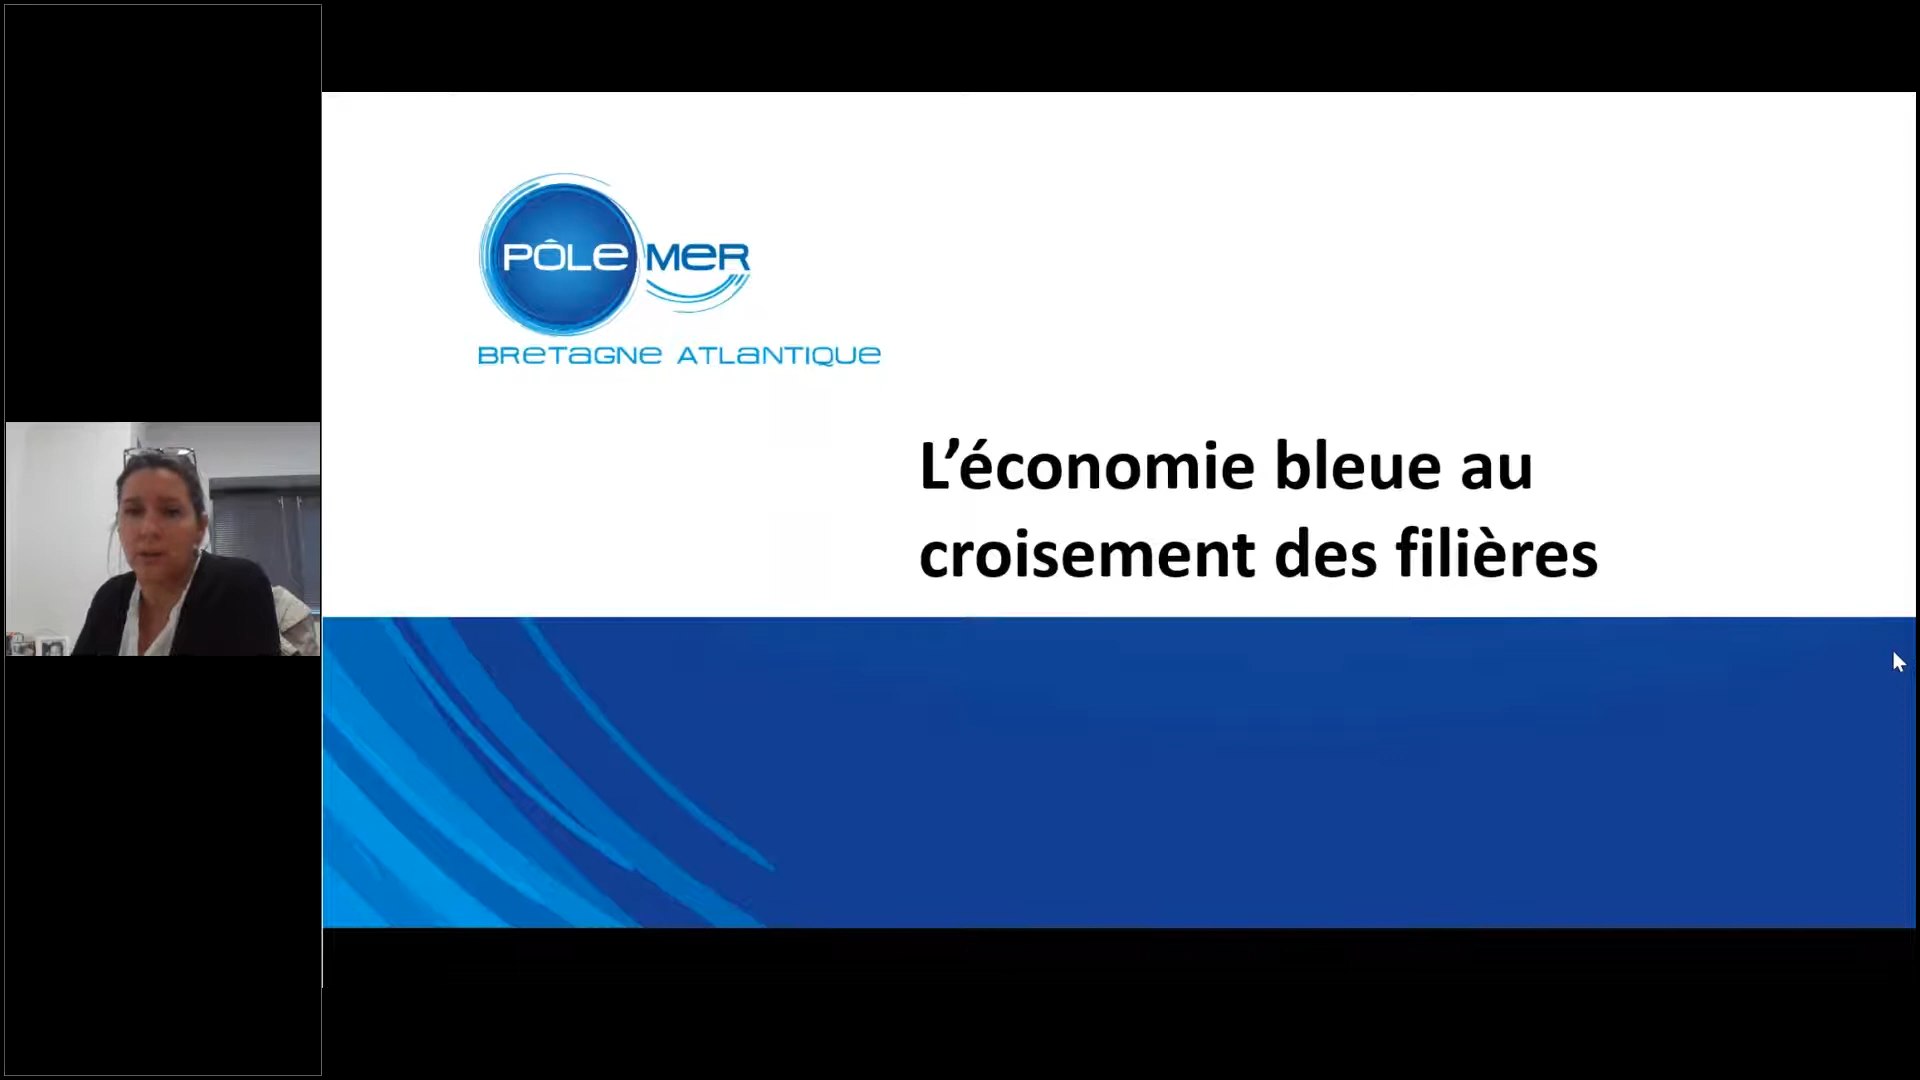 PÔLE MER
BRETAGNE ATLANTIQUE
L’économie bleue au
croisement des filières